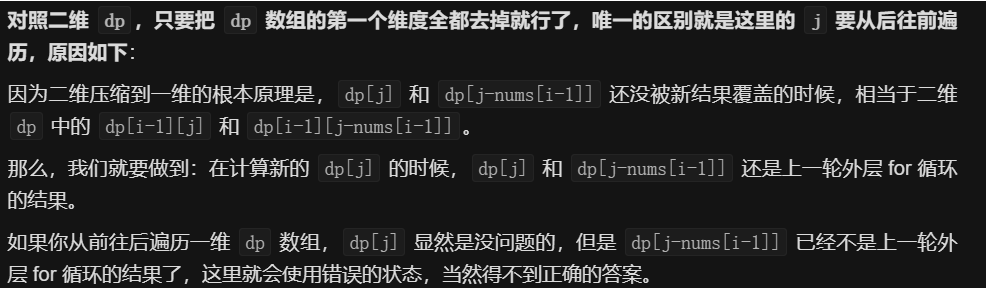 对照二维 dp，只要把 dp 数组的第一个维度全都去掉就行了，唯一的区别就是这里的 j 要从后往前遍
历，原因如下：
因为二维压缩到一维的根本原理是，dp[j] 和 dp[j-nums[i-1]] 还没被新结果覆盖的时候，相当于二维
dp 中的 dp[i-1][j] 和 dp[i-1][j-nums[i-1]]。
那么，我们就要做到：在计算新的 dp[j] 的时候，dp[j] 和 dp[j-nums[i-1]] 还是上一轮外层 for 循环
的结果。
如果你从前往后遍历一维 dp 数组，dp[j] 显然是没问题的，但是 dp[j-nums[i-1]] 已经不是上一轮外
层 for 循环的结果了，这里就会使用错误的状态，当然得不到正确的答案。